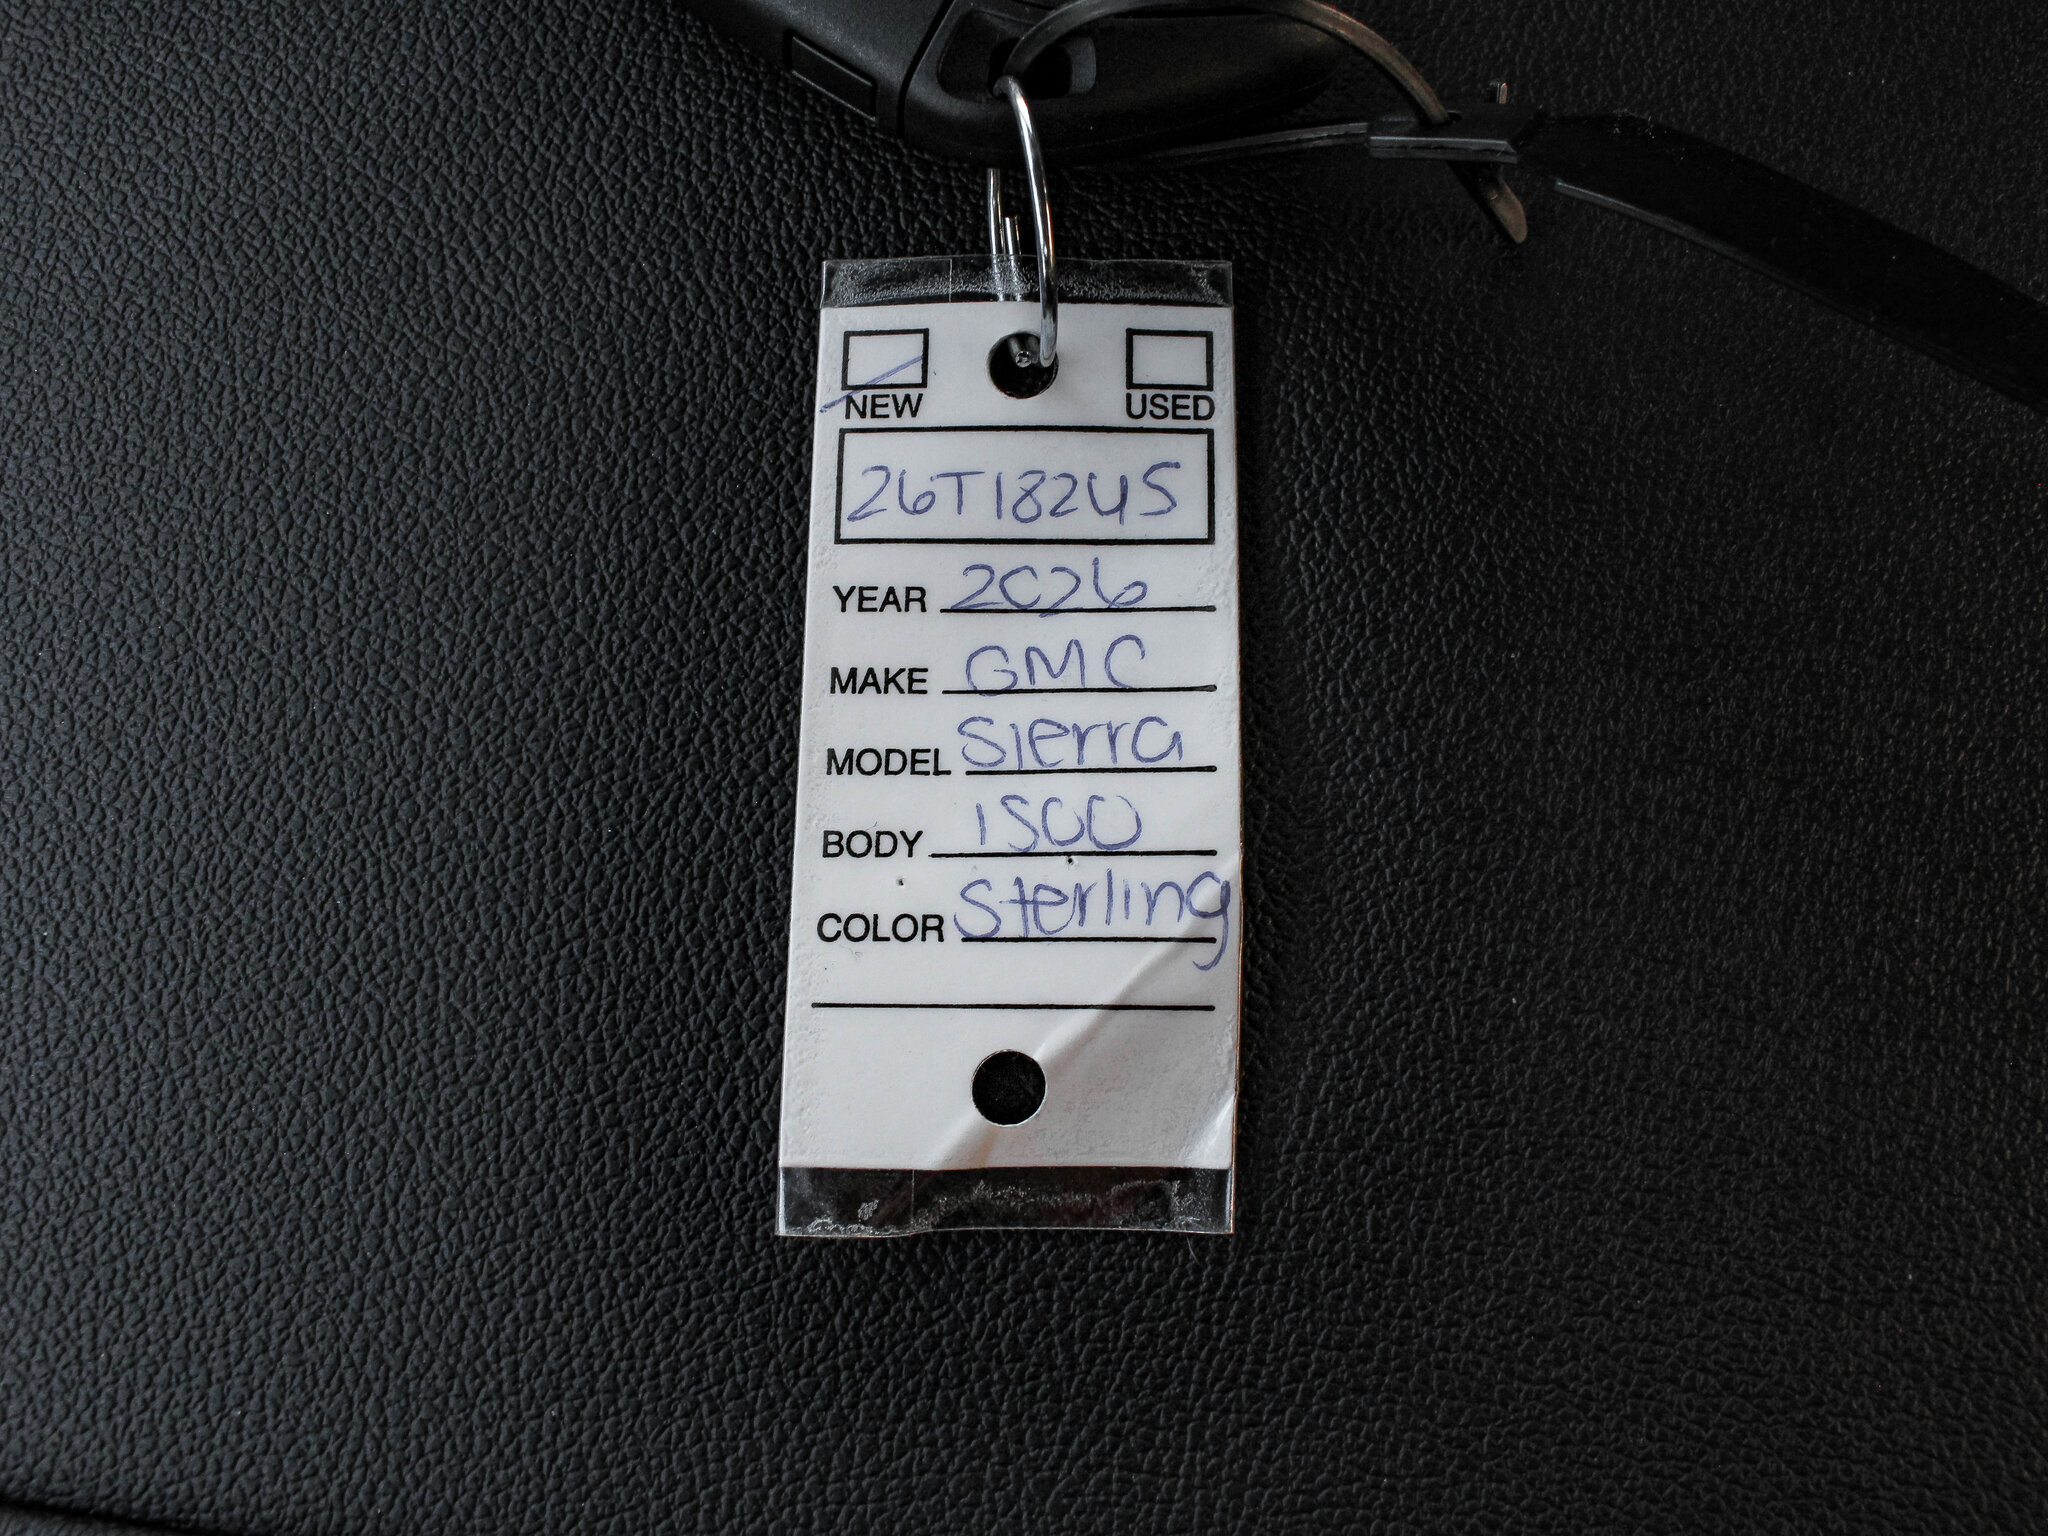 NEW USED
26T18245
YEAR 2026
MAKE GMC
MODEL Sierra
BODY 1500
COLOR Sterling